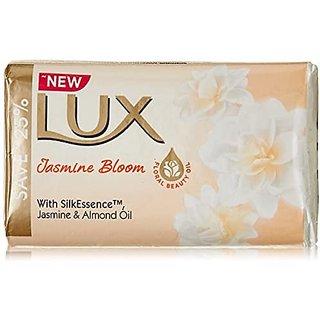 ~NEW
LUX
Jasmine Bloom
With SilkEssence™,
Jasmine & Almond Oil
FLORAL BEAUTY OIL
SAVE 25%